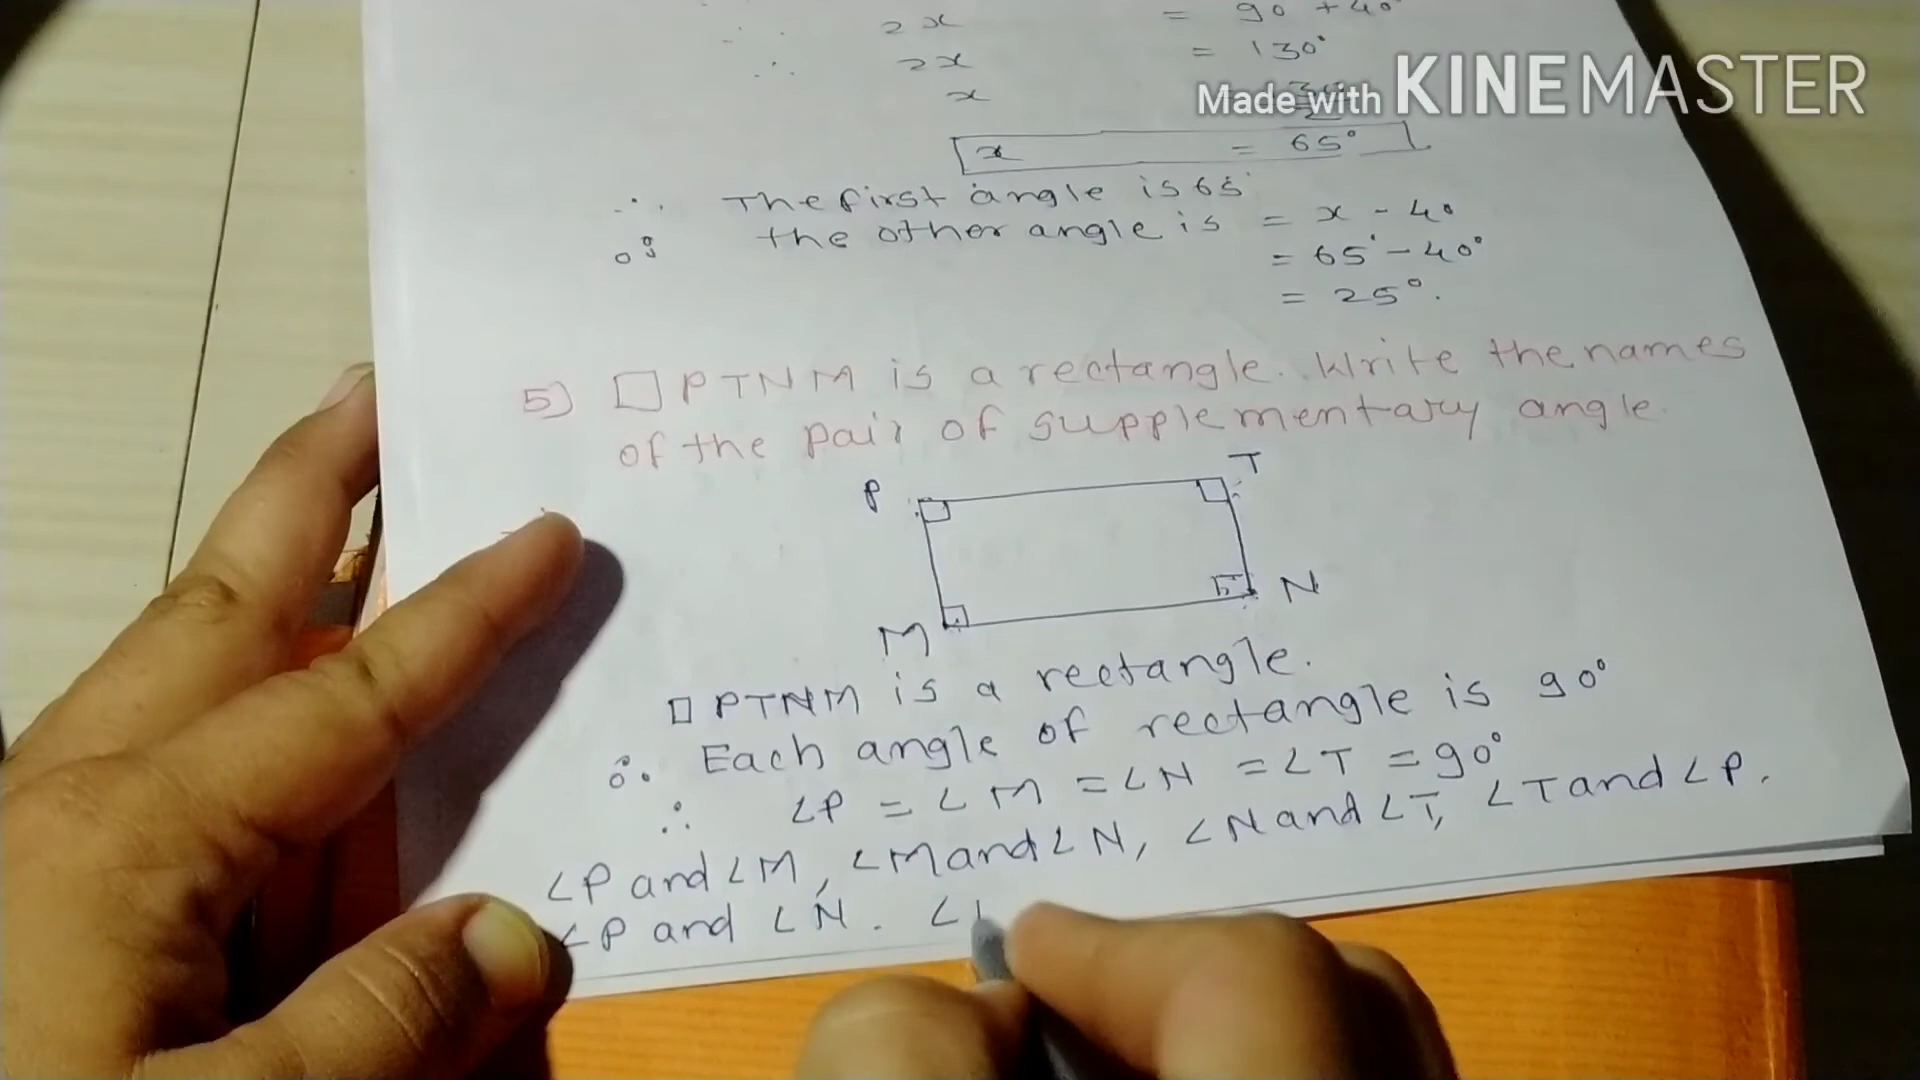 ∴ 2x = 90 + 40°
∴ 2x = 130°
Made with KINEMASTER
x
x = 65°
∴ The first angle is 65°
∴ the other angle is = x - 40
= 65° - 40°
= 25°.
5) □ PTNM is a rectangle. Write the names
of the pair of supplementary angle.
P T
M N
□ PTNM is a rectangle.
∴ Each angle of rectangle is 90°
∴ ∠P = ∠M = ∠N = ∠T = 90°
∠P and ∠M, ∠M and ∠N, ∠N and ∠T, ∠T and ∠P.
∠P and ∠N. ∠